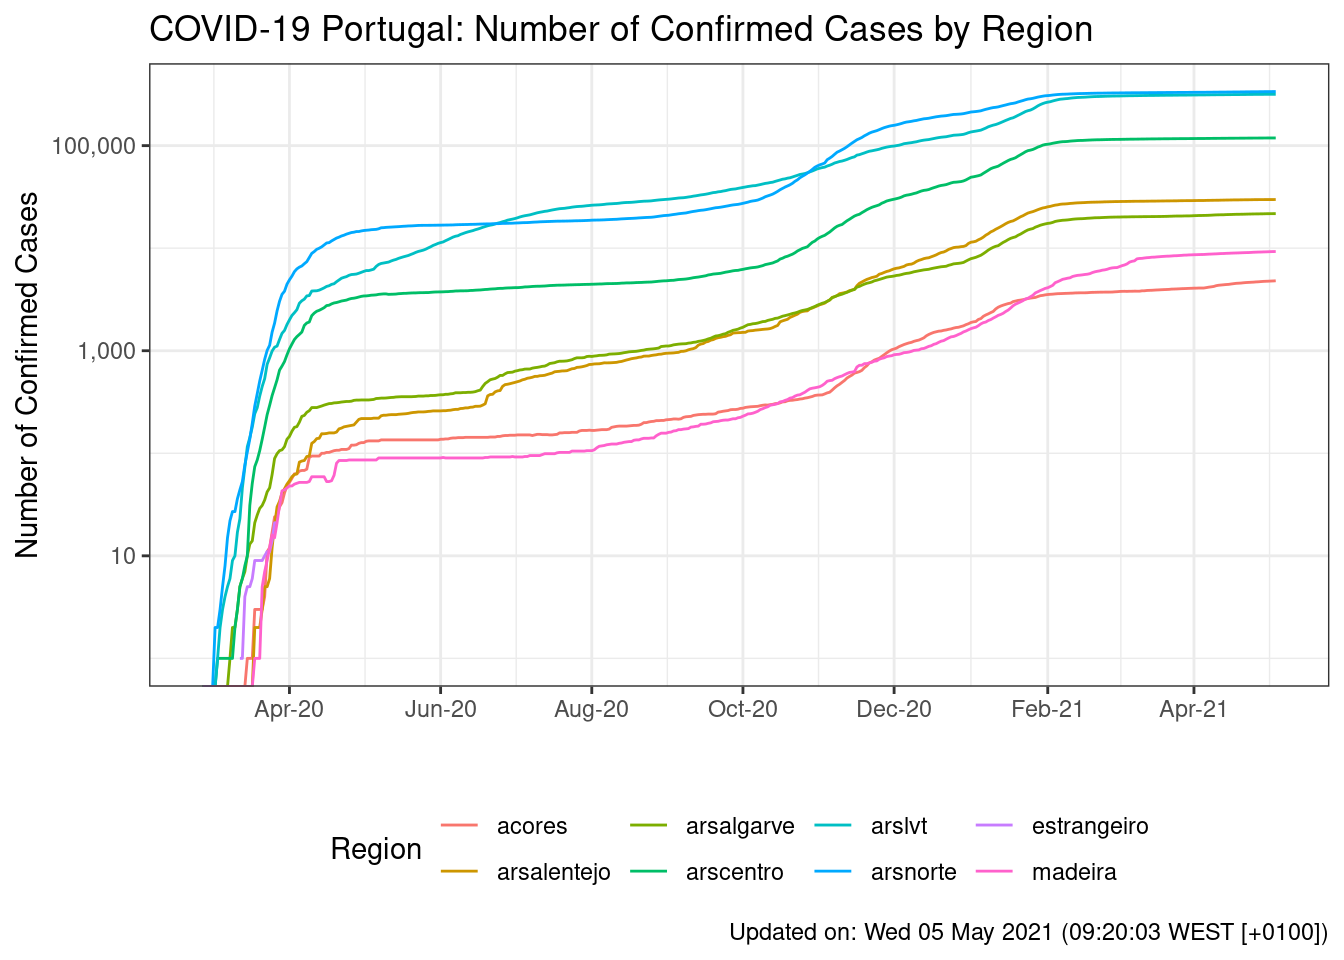 COVID-19 Portugal: Number of Confirmed Cases by Region
Number of Confirmed Cases
100,000
1,000
10
Apr-20 Jun-20 Aug-20 Oct-20 Dec-20 Feb-21 Apr-21
Region
acores arsalgarve arslvt estrangeiro
arsalentejo arscentro arsnorte madeira
Updated on: Wed 05 May 2021 (09:20:03 WEST [+0100])